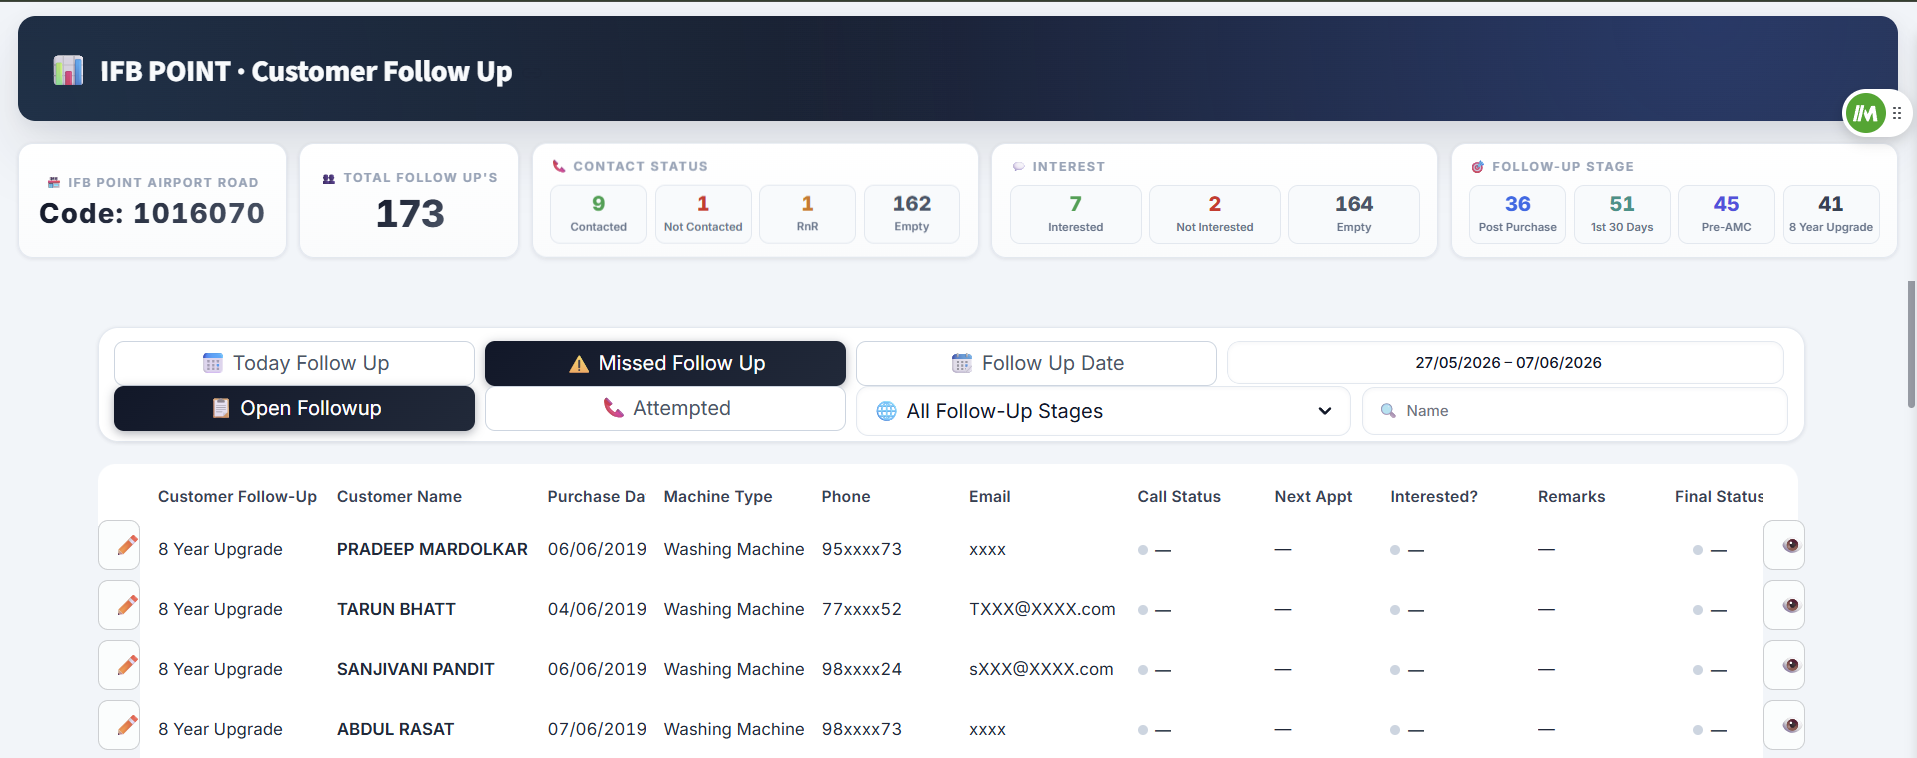 IFB POINT · Customer Follow Up
IFB POINT AIRPORT ROAD
Code: 1016070
TOTAL FOLLOW UP'S
173
CONTACT STATUS
9 1 1 162
Contacted Not Contacted RnR Empty
INTEREST
7 2 164
Interested Not Interested Empty
FOLLOW-UP STAGE
36 51 45 41
Post Purchase 1st 30 Days Pre-AMC 8 Year Upgrade
Today Follow Up Missed Follow Up Follow Up Date 27/05/2026 – 07/06/2026
Open Followup Attempted All Follow-Up Stages Name
Customer Follow-Up Customer Name Purchase Da Machine Type Phone Email Call Status Next Appt Interested? Remarks Final Status
8 Year Upgrade PRADEEP MARDOLKAR 06/06/2019 Washing Machine 95xxxx73 xxxx — — — — —
8 Year Upgrade TARUN BHATT 04/06/2019 Washing Machine 77xxxx52 TXXX@XXXX.com — — — — —
8 Year Upgrade SANJIVANI PANDIT 06/06/2019 Washing Machine 98xxxx24 sXXX@XXXX.com — — — — —
8 Year Upgrade ABDUL RASAT 07/06/2019 Washing Machine 98xxxx73 xxxx — — — — —